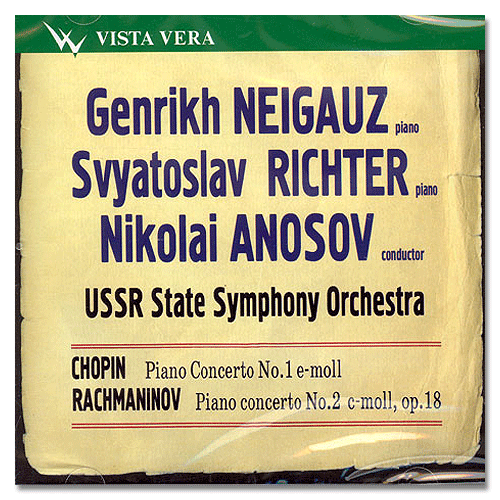 VISTA VERA
Genrikh NEIGAUZ piano
Svyatoslav RICHTER piano
Nikolai ANOSOV conductor
USSR State Symphony Orchestra
CHOPIN Piano Concerto No.1 e-moll
RACHMANINOV Piano concerto No.2 c-moll, op.18